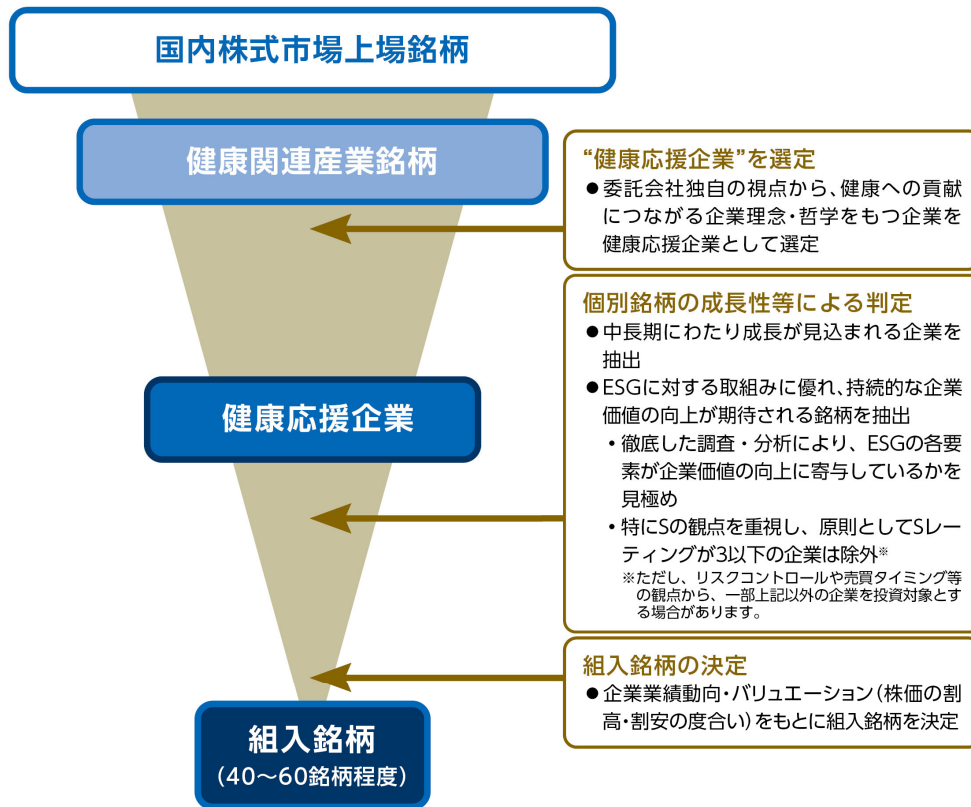 国内株式市場上場銘柄
健康関連産業銘柄
“健康応援企業”を選定
●委託会社独自の視点から、健康への貢献
につながる企業理念・哲学をもつ企業を
健康応援企業として選定
個別銘柄の成長性等による判定
●中長期にわたり成長が見込まれる企業を
抽出
●ESGに対する取組みに優れ、持続的な企業
価値の向上が期待される銘柄を抽出
・徹底した調査・分析により、ESGの各要
素が企業価値の向上に寄与しているかを
見極め
・特にSの観点を重視し、原則としてSレー
ティングが3以下の企業は除外※
※ただし、リスクコントロールや売買タイミング等
の観点から、一部上記以外の企業を投資対象とす
る場合があります。
健康応援企業
組入銘柄の決定
●企業業績動向・バリュエーション(株価の割
高・割安の度合い)をもとに組入銘柄を決定
組入銘柄
(40〜60銘柄程度)